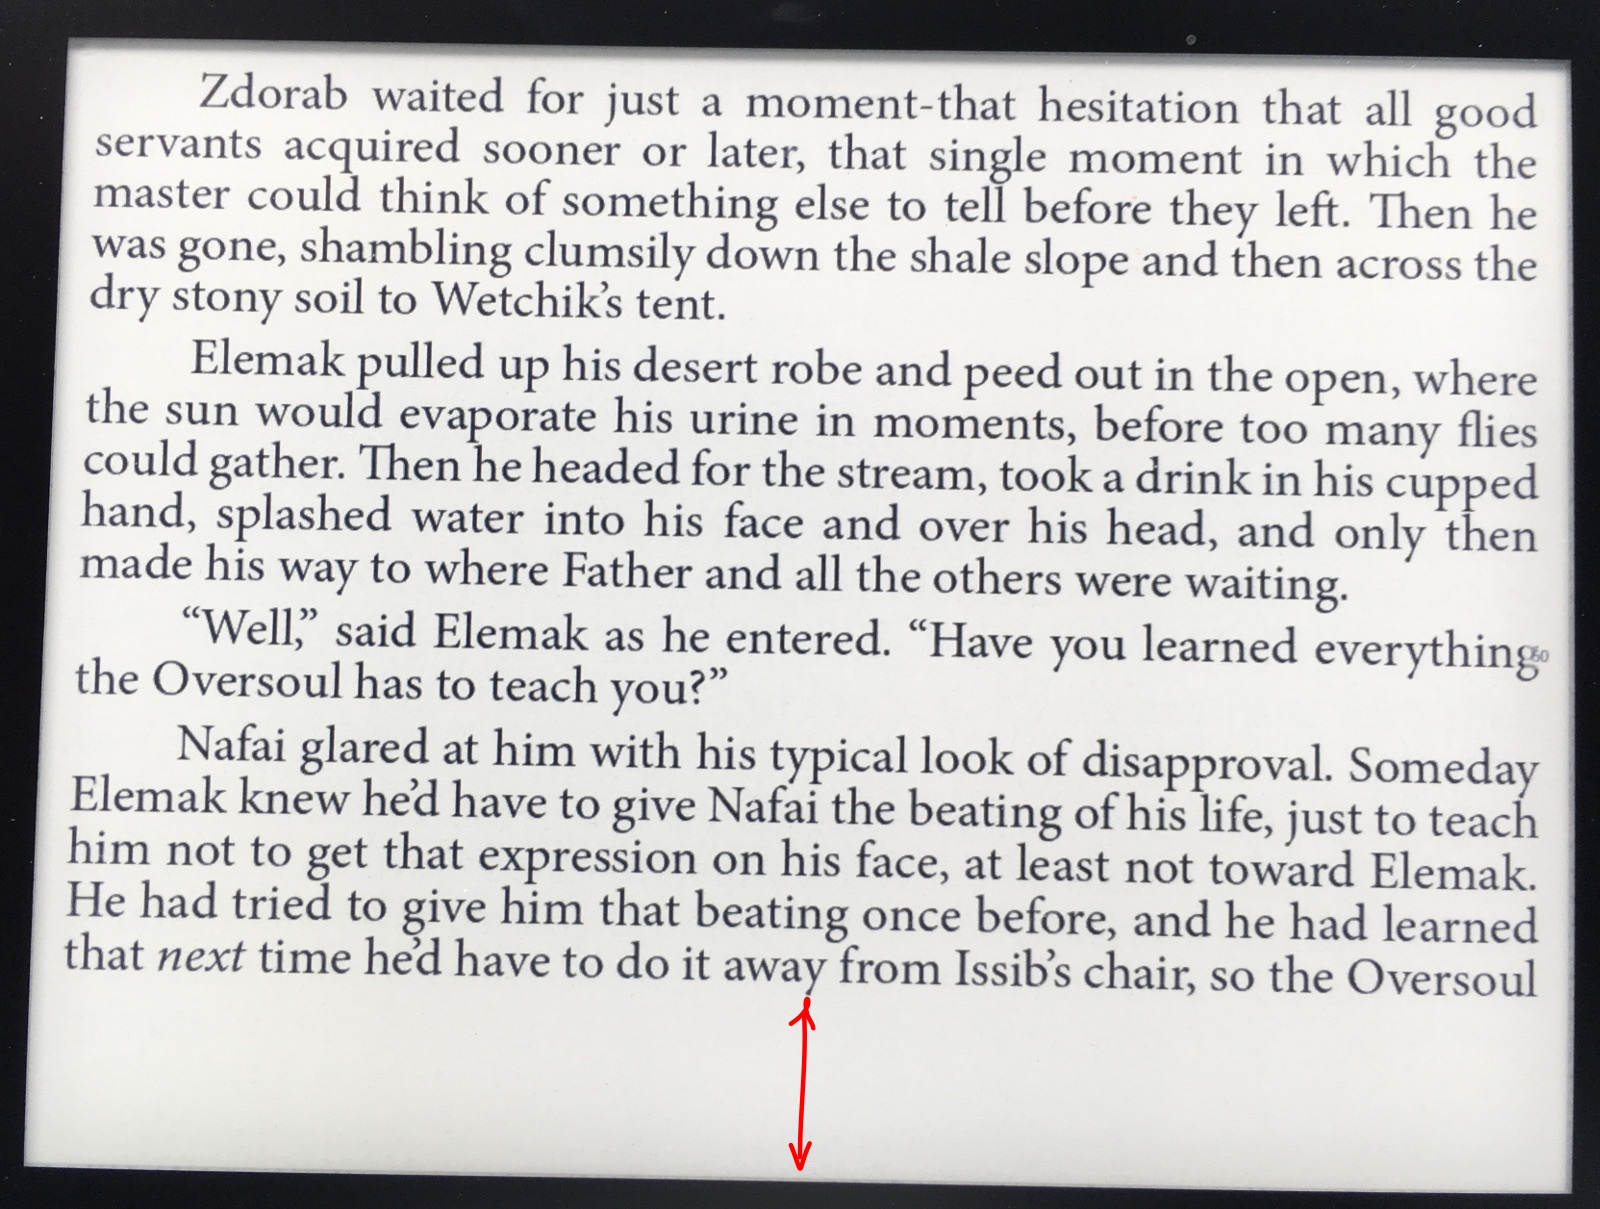 Zdorab waited for just a moment-that hesitation that all good
servants acquired sooner or later, that single moment in which the
master could think of something else to tell before they left. Then he
was gone, shambling clumsily down the shale slope and then across the
dry stony soil to Wetchik’s tent.
Elemak pulled up his desert robe and peed out in the open, where
the sun would evaporate his urine in moments, before too many flies
could gather. Then he headed for the stream, took a drink in his cupped
hand, splashed water into his face and over his head, and only then
made his way to where Father and all the others were waiting.
“Well,” said Elemak as he entered. “Have you learned everything
the Oversoul has to teach you?”
Nafai glared at him with his typical look of disapproval. Someday
Elemak knew he’d have to give Nafai the beating of his life, just to teach
him not to get that expression on his face, at least not toward Elemak.
He had tried to give him that beating once before, and he had learned
that next time he’d have to do it away from Issib’s chair, so the Oversoul